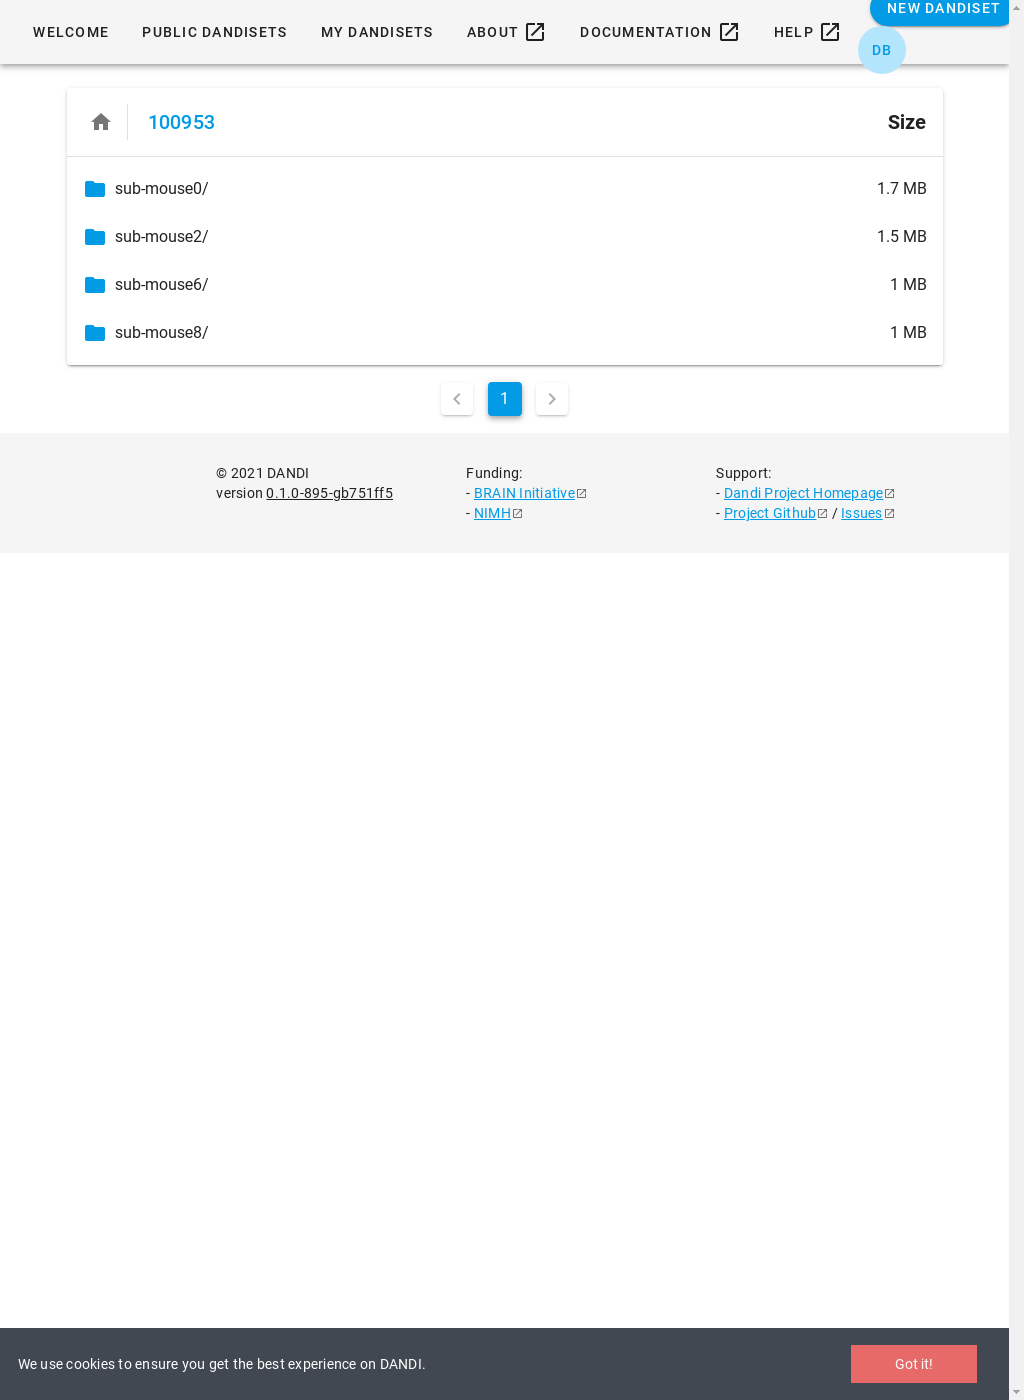 WELCOME PUBLIC DANDISETS MY DANDISETS ABOUT DOCUMENTATION HELP NEW DANDISET
DB
100953 Size
sub-mouse0/ 1.7 MB
sub-mouse2/ 1.5 MB
sub-mouse6/ 1 MB
sub-mouse8/ 1 MB
1
© 2021 DANDI Funding: Support:
version 0.1.0-895-gb751ff5 - BRAIN Initiative - Dandi Project Homepage
- NIMH - Project Github / Issues
We use cookies to ensure you get the best experience on DANDI. Got it!